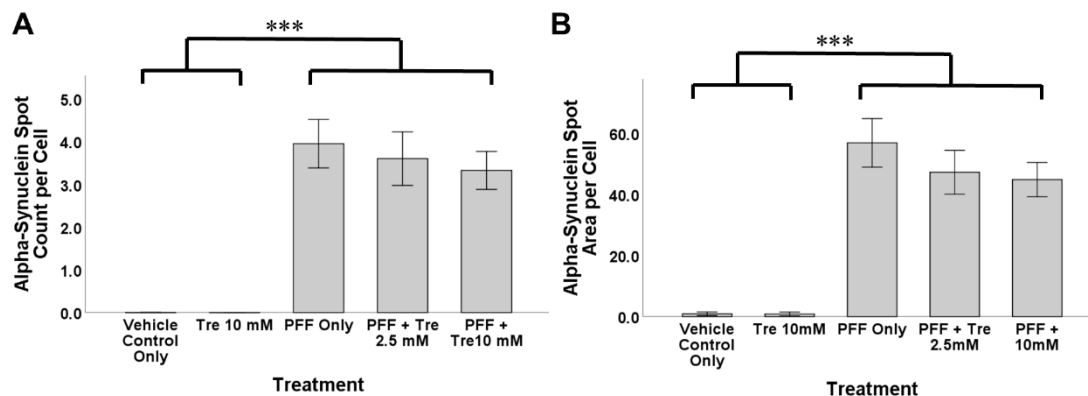 A
***
Alpha-Synuclein Spot
Count per Cell
5.0
4.0
3.0
2.0
1.0
0.0
Vehicle
Control
Only
Tre 10 mM
PFF Only
PFF + Tre
2.5 mM
PFF +
Tre10 mM
Treatment
B
***
Alpha-Synuclein Spot
Area per Cell
60.0
40.0
20.0
0.0
Vehicle
Control
Only
Tre 10mM
PFF Only
PFF + Tre
2.5mM
PFF +
10mM
Treatment